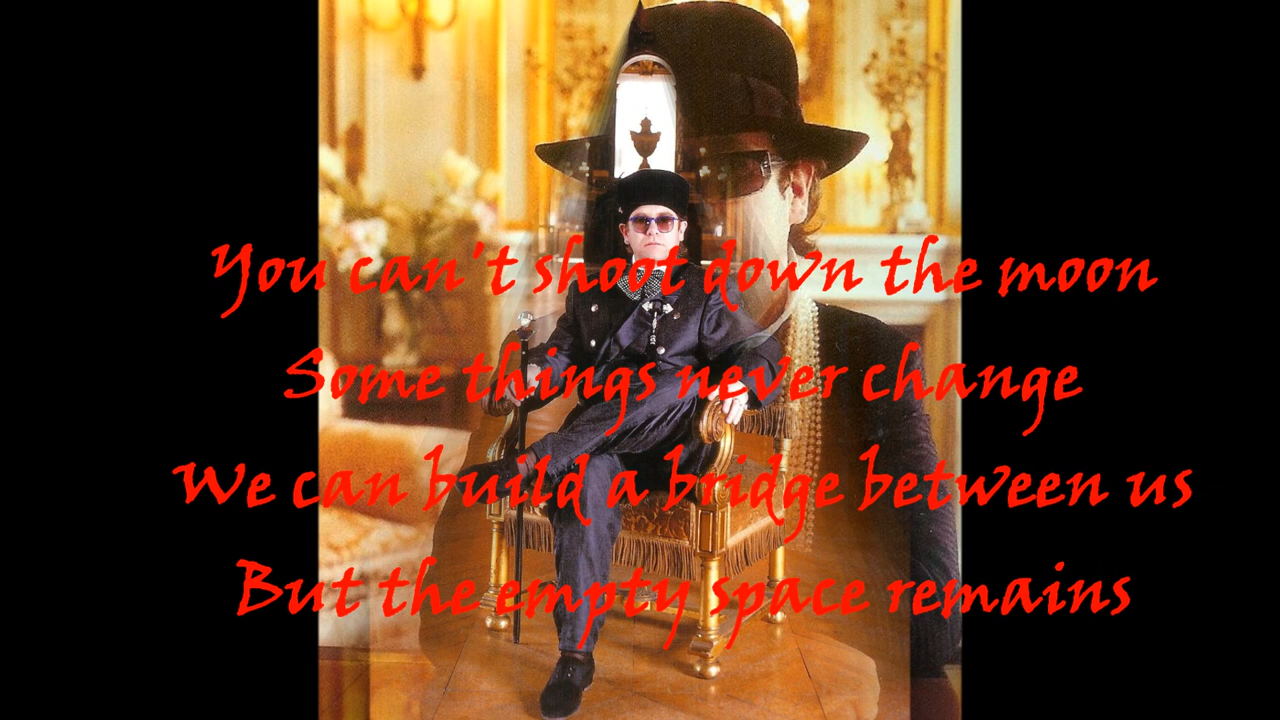 You can't shoot down the moon
Some things never change
We can build a bridge between us
But the empty space remains